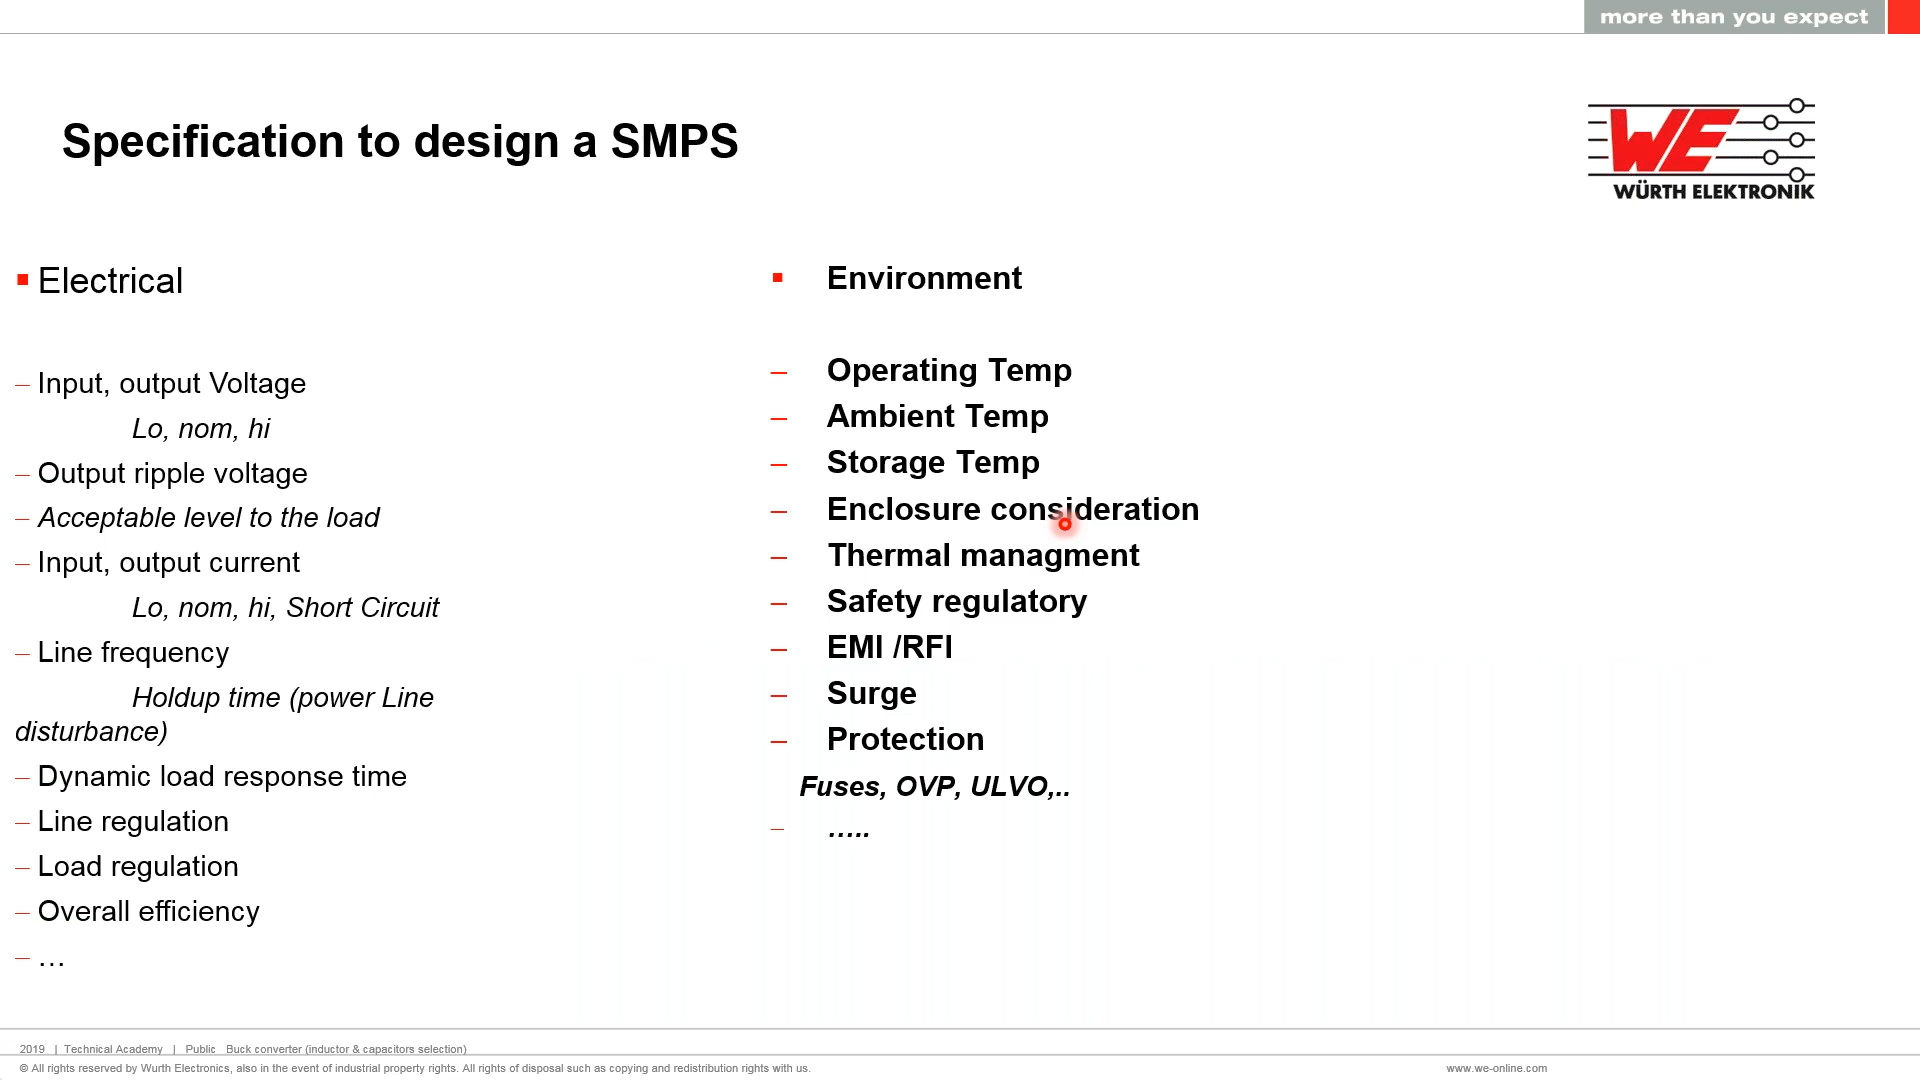 more than you expect
Specification to design a SMPS
WE
WÜRTH ELEKTRONIK
Electrical
– Input, output Voltage
Lo, nom, hi
– Output ripple voltage
– Acceptable level to the load
– Input, output current
Lo, nom, hi, Short Circuit
– Line frequency
Holdup time (power Line
disturbance)
– Dynamic load response time
– Line regulation
– Load regulation
– Overall efficiency
– …
Environment
– Operating Temp
– Ambient Temp
– Storage Temp
– Enclosure consideration
– Thermal managment
– Safety regulatory
– EMI /RFI
– Surge
– Protection
Fuses, OVP, ULVO,..
– …..
2019 | Technical Academy | Public Buck converter (inductor & capacitors selection)
© All rights reserved by Wurth Electronics, also in the event of industrial property rights. All rights of disposal such as copying and redistribution rights with us.
www.we-online.com